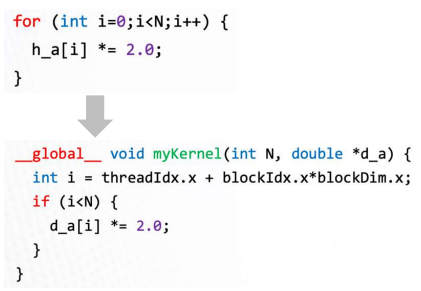 for (int i=0;i<N;i++) {
h_a[i] *= 2.0;
}
__global__ void myKernel(int N, double *d_a) {
int i = threadIdx.x + blockIdx.x*blockDim.x;
if (i<N) {
d_a[i] *= 2.0;
}
}